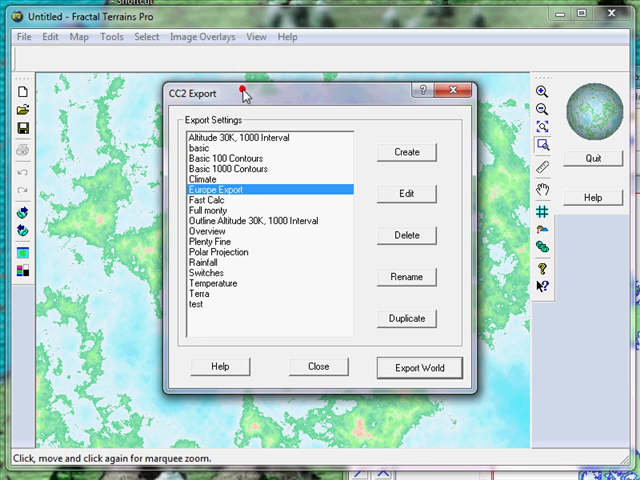 Shortcut
Untitled - Fractal Terrains Pro
File Edit Map Tools Select Image Overlays View Help
CC2 Export
Export Settings
Altitude 30K, 1000 Interval
basic
Basic 100 Contours
Basic 1000 Contours
Climate
Europe Export
Fast Calc
Full monty
Outline Altitude 30K, 1000 Interval
Overview
Plenty Fine
Polar Projection
Rainfall
Switches
Temperature
Terra
test
Create
Edit
Delete
Rename
Duplicate
Help
Close
Export World
Quit
Help
Click, move and click again for marquee zoom.